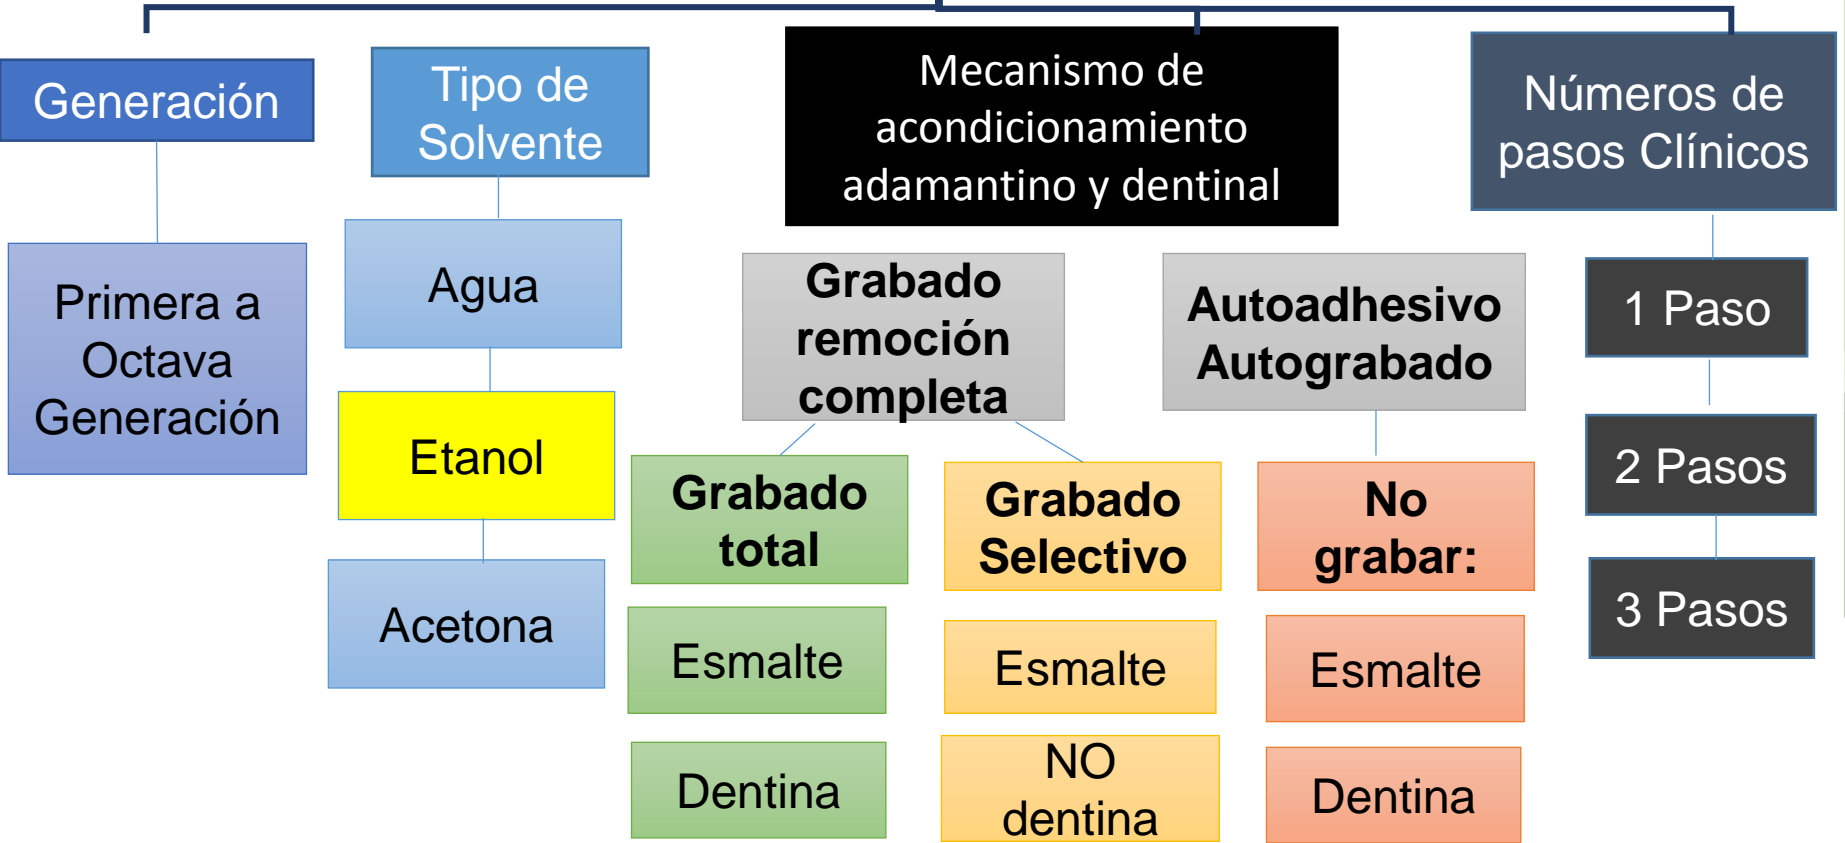 Generación
Primera a
Octava
Generación
Tipo de
Solvente
Agua
Etanol
Acetona
Mecanismo de
acondicionamiento
adamantino y dentinal
Grabado
remoción
completa
Grabado
total
Esmalte
Dentina
Grabado
Selectivo
Esmalte
NO
dentina
Autoadhesivo
Autograbado
No
grabar:
Esmalte
Dentina
Números de
pasos Clínicos
1 Paso
2 Pasos
3 Pasos